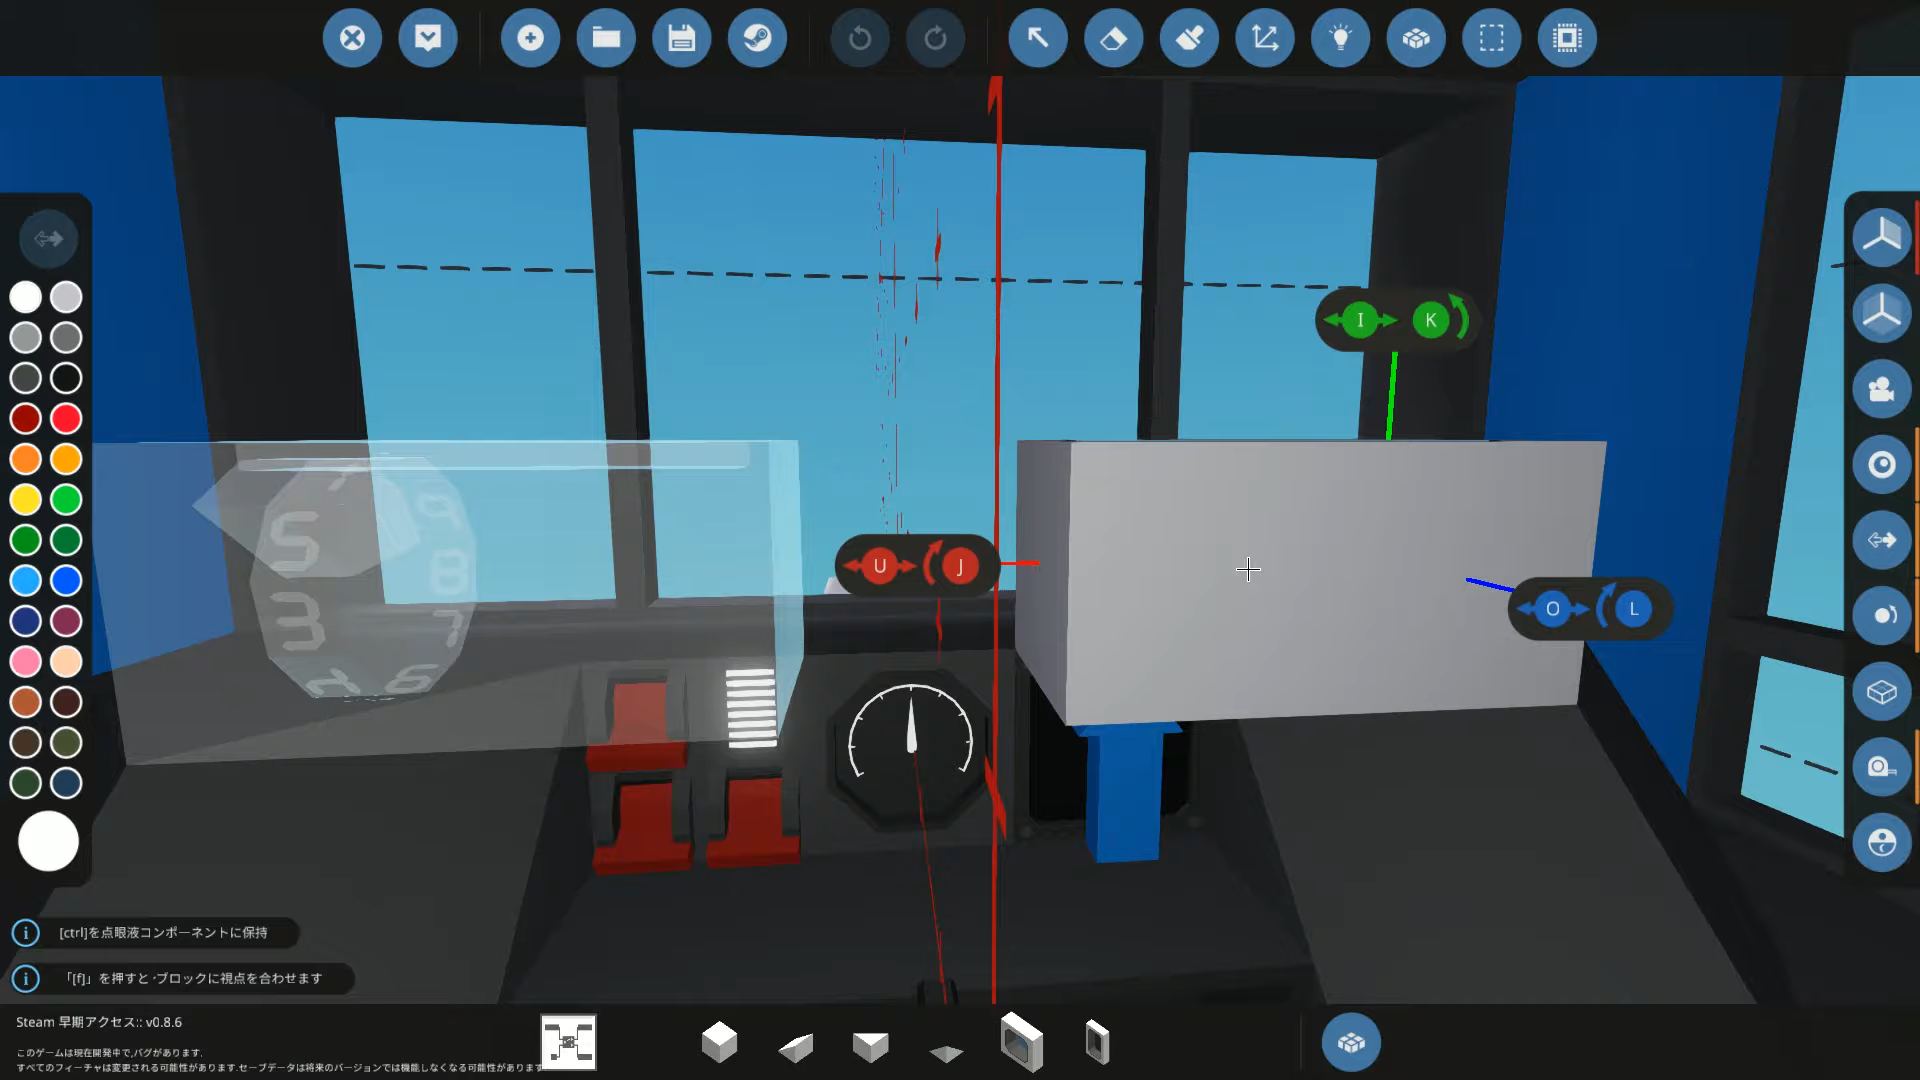 I K
U J
O L
5
3
9
8
7
6
[ctrl]を点眼液コンポーネントに保持
「[f]」を押すと・ブロックに視点を合わせます
Steam 早期アクセス:: v0.8.6
このゲームは現在開発中で,バグがあります.
すべてのフィーチャは変更される可能性があります.セーブデータは将来のバージョンでは機能しなくなる可能性があります